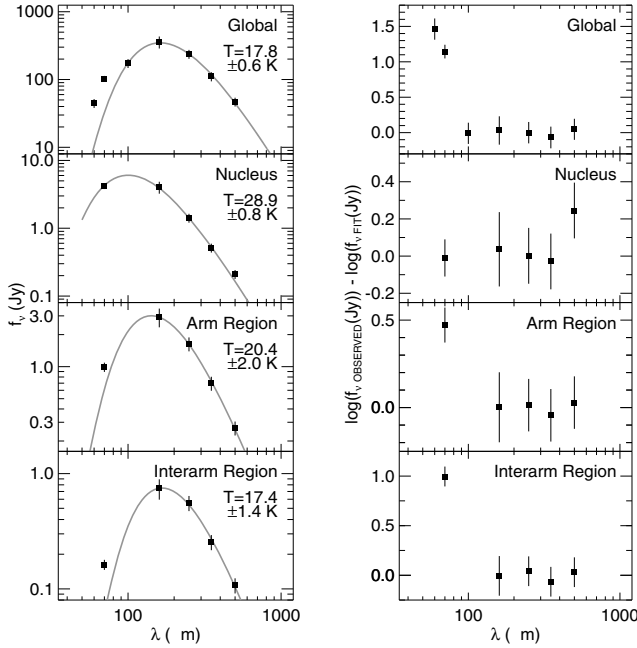 Global
T=17.8
±0.6 K
100
10
Nucleus
T=28.9
±0.8 K
10.0
1.0
0.1
Arm Region
T=20.4
±2.0 K
3.0
1.0
0.3
Interarm Region
T=17.4
±1.4 K
1.0
0.1
100
1000
λ ( m)
fν (Jy)
Global
1.5
1.0
0.5
0.0
Nucleus
0.4
0.2
0.0
-0.2
Arm Region
0.5
0.0
Interarm Region
1.0
0.5
0.0
100
1000
λ ( m)
log(fν OBSERVED(Jy)) - log(fν FIT(Jy))